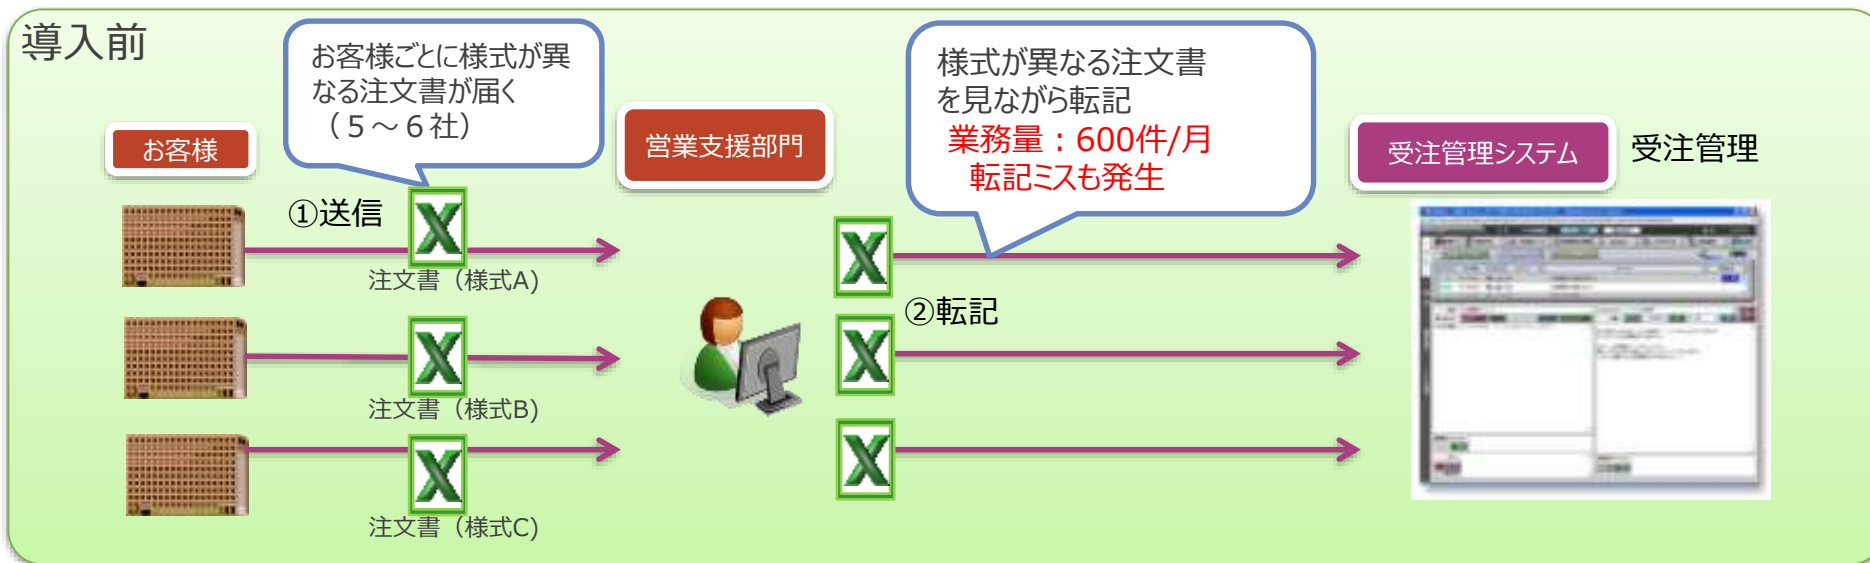 導入前
お客様ごとに様式が異
なる注文書が届く
（５～６社）
様式が異なる注文書
を見ながら転記
業務量：600件/月
転記ミスも発生
お客様
営業支援部門
受注管理システム
受注管理
①送信
注文書（様式A)
②転記
注文書（様式B)
注文書（様式C)